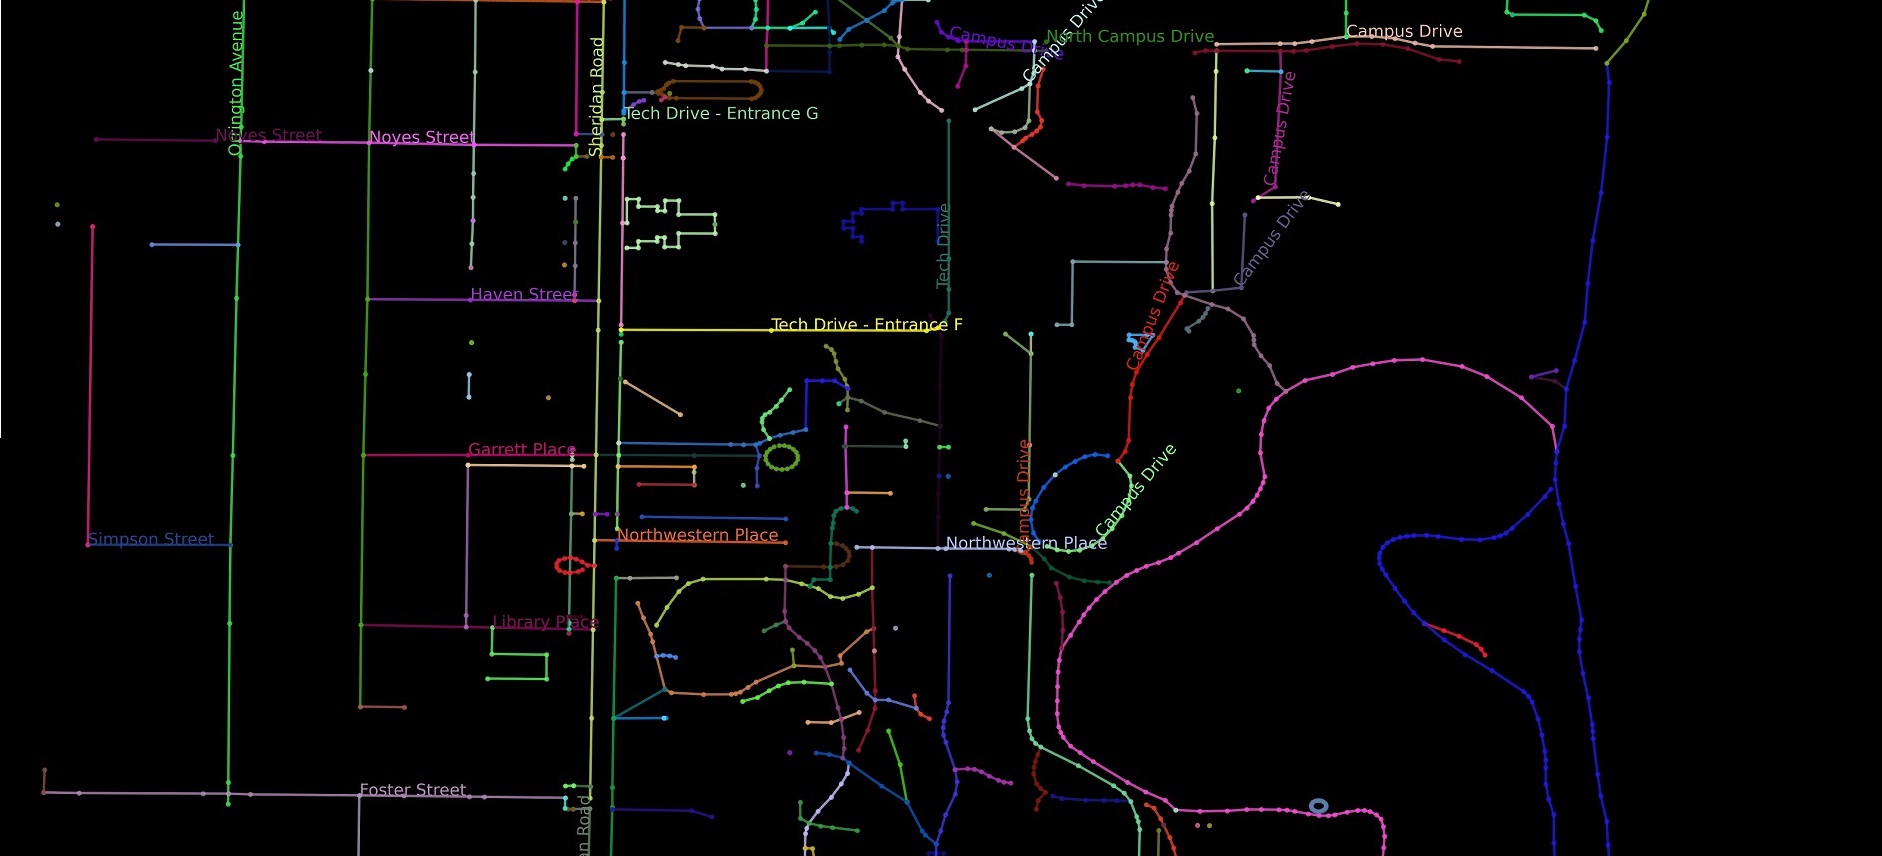 Campus Drive
Campus Drive
North Campus Drive
Campus Drive
Orrington Avenue
Sheridan Road
Tech Drive - Entrance G
Campus Drive
Noyes Street
Noyes Street
Tech Drive
Campus Drive
Haven Street
Campus Drive
Tech Drive - Entrance F
Garrett Place
Campus Drive
Campus Drive
Simpson Street
Northwestern Place
Northwestern Place
Library Place
Foster Street
an Road